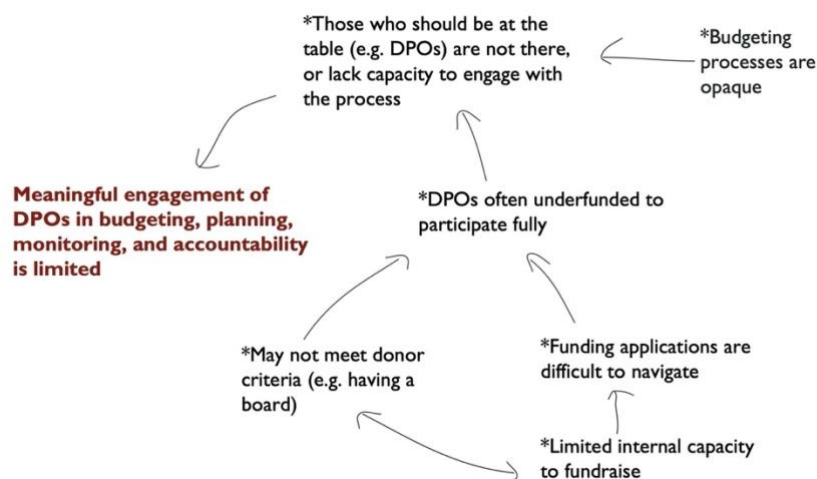 *Those who should be at the
table (e.g. DPOs) are not there,
or lack capacity to engage with
the process
*Budgeting
processes are
opaque
Meaningful engagement of
DPOs in budgeting, planning,
monitoring, and accountability
is limited
*DPOs often underfunded to
participate fully
*May not meet donor
criteria (e.g. having a
board)
*Funding applications are
difficult to navigate
*Limited internal capacity
to fundraise